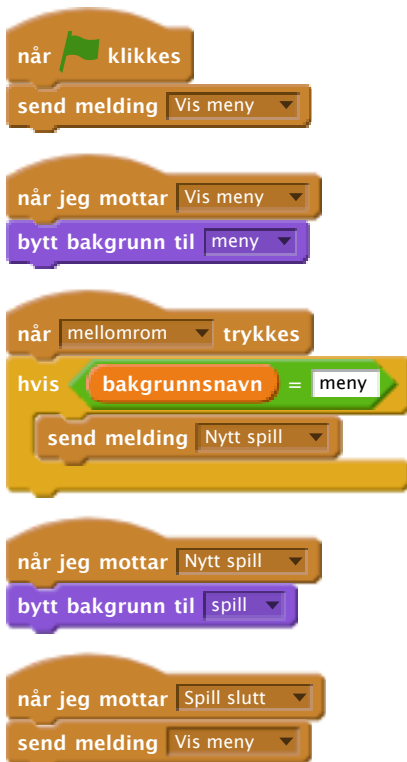 når klikkes
send melding Vis meny
når jeg mottar Vis meny
bytt bakgrunn til meny
når mellomrom trykkes
hvis bakgrunnsnavn = meny
send melding Nytt spill
når jeg mottar Nytt spill
bytt bakgrunn til spill
når jeg mottar Spill slutt
send melding Vis meny